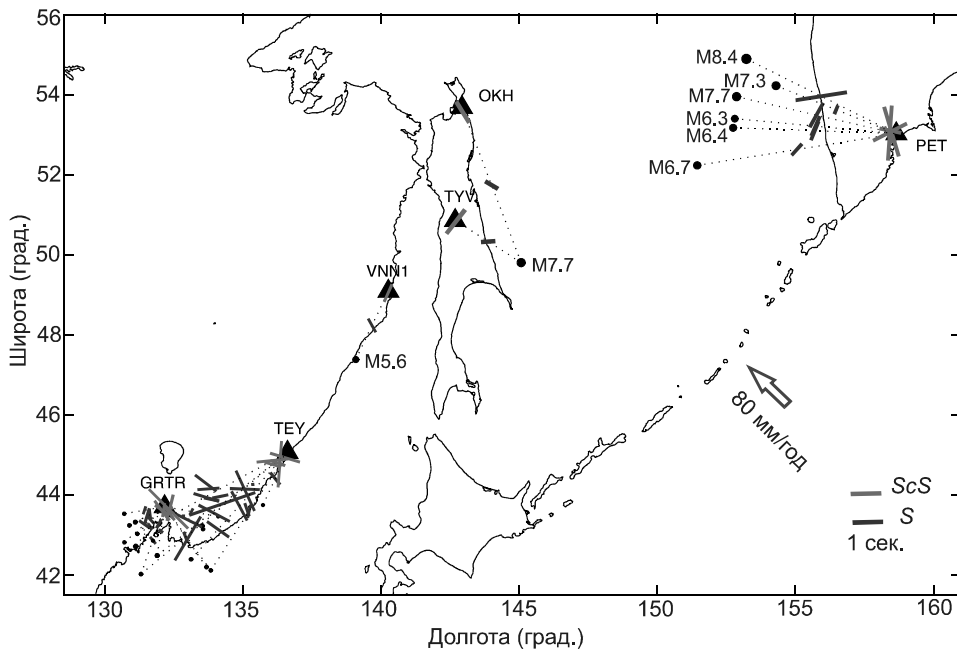 56
54
52
50
48
46
44
42
Широта (град.)
130
135
140
145
150
155
160
Долгота (град.)
OKH
TYV
VNN1
TEY
GRTR
PET
M8.4
M7.3
M7.7
M6.3
M6.4
M6.7
M7.7
M5.6
80 мм/год
ScS
S
1 сек.